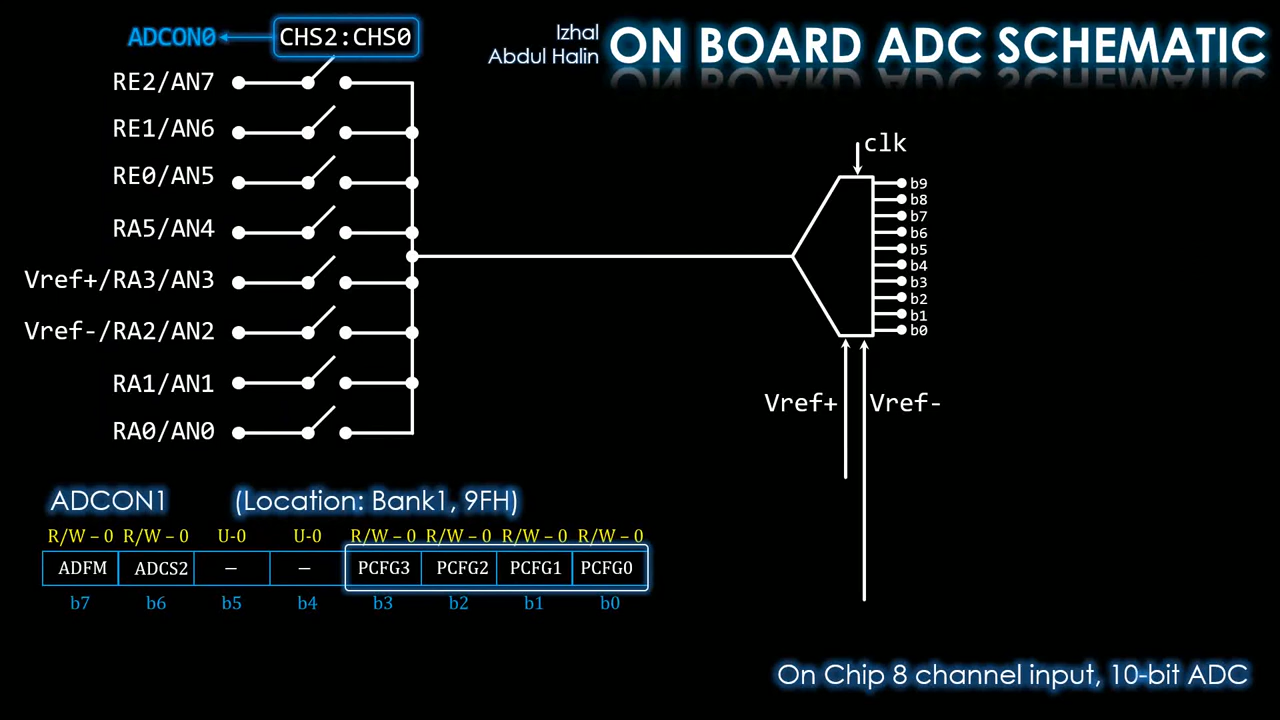 Izhal
Abdul Halin
ON BOARD ADC SCHEMATIC
ADCON0
CHS2:CHS0
RE2/AN7
RE1/AN6
RE0/AN5
RA5/AN4
Vref+/RA3/AN3
Vref-/RA2/AN2
RA1/AN1
RA0/AN0
clk
b9
b8
b7
b6
b5
b4
b3
b2
b1
b0
Vref+
Vref-
ADCON1 (Location: Bank1, 9FH)
R/W – 0 R/W – 0 U-0 U-0 R/W – 0 R/W – 0 R/W – 0 R/W – 0
ADFM ADCS2 – – PCFG3 PCFG2 PCFG1 PCFG0
b7 b6 b5 b4 b3 b2 b1 b0
On Chip 8 channel input, 10-bit ADC